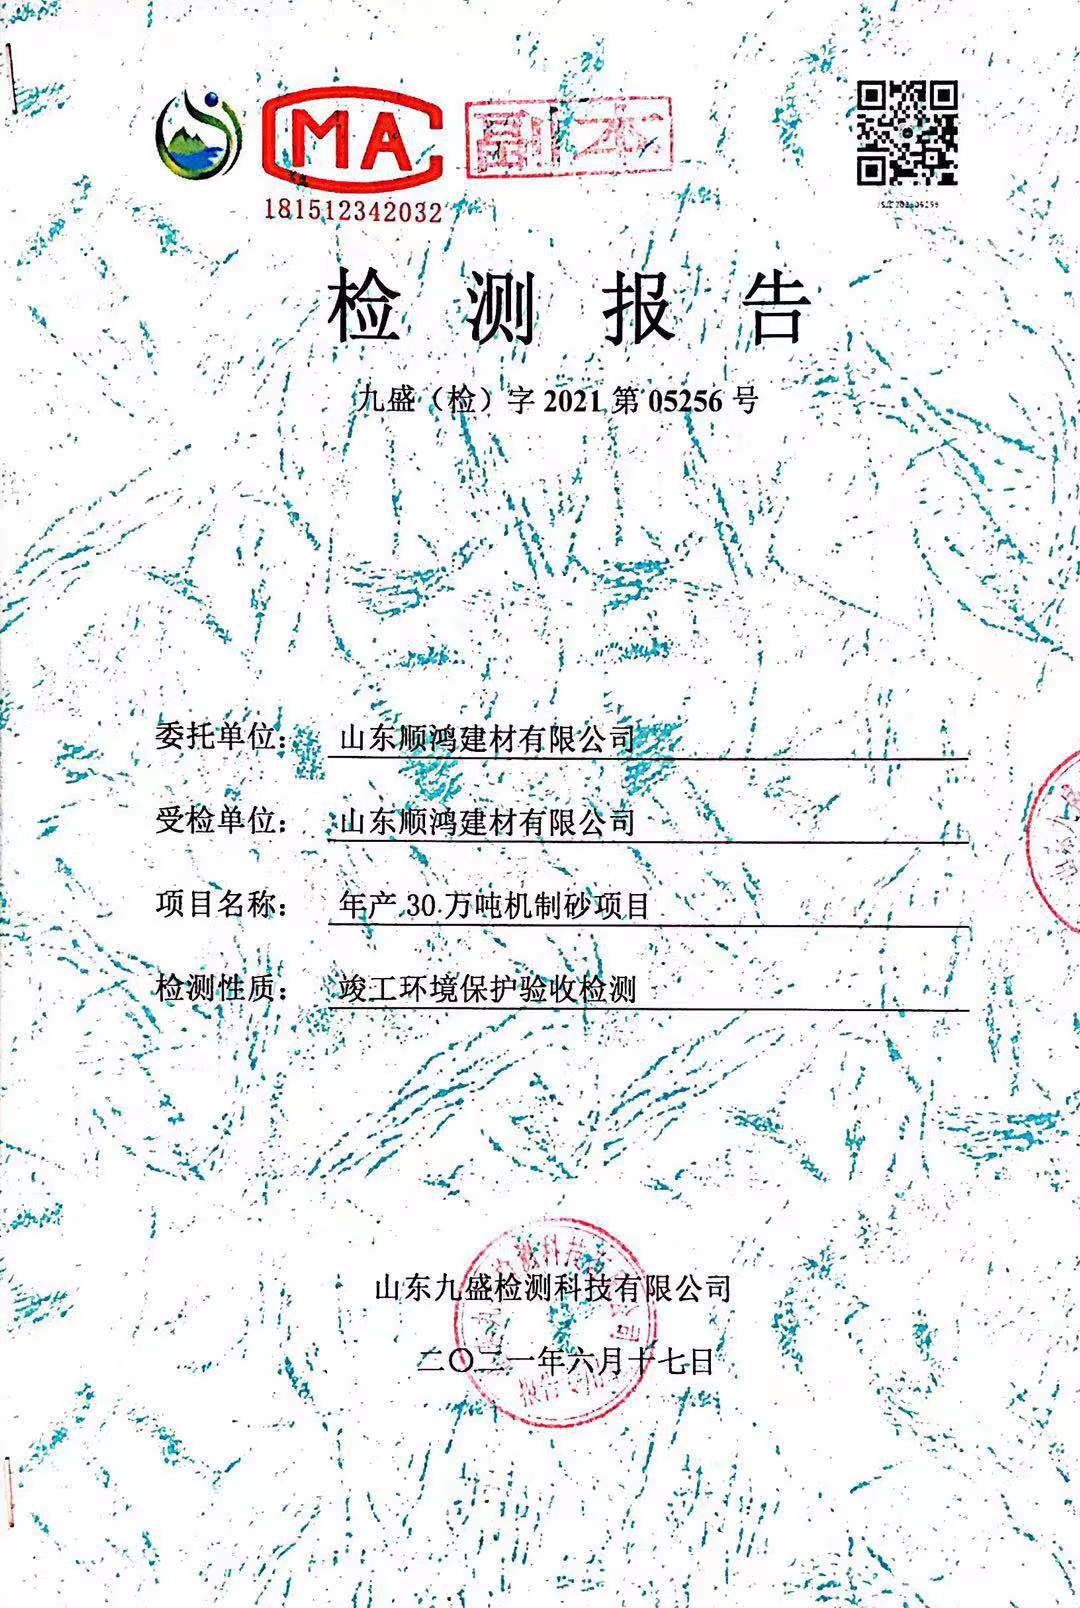 MA
副本
181512342032
检测报告
九盛（检）字 2021 第 05256 号
委托单位： 山东顺鸿建材有限公司
受检单位： 山东顺鸿建材有限公司
项目名称： 年产 30 万吨机制砂项目
检测性质： 竣工环境保护验收检测
山东九盛检测科技有限公司
二〇二一年六月十七日